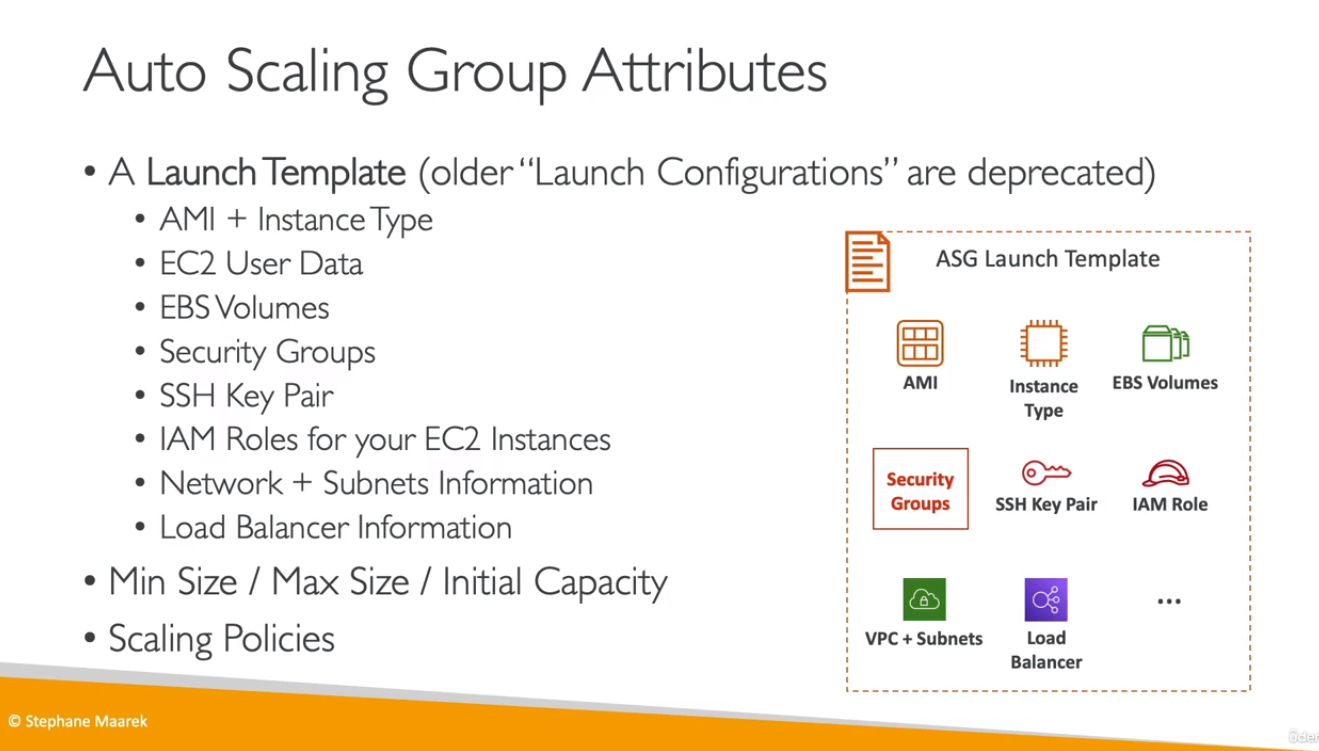 Auto Scaling Group Attributes
• A Launch Template (older “Launch Configurations” are deprecated)
• AMI + Instance Type
• EC2 User Data
• EBS Volumes
• Security Groups
• SSH Key Pair
• IAM Roles for your EC2 Instances
• Network + Subnets Information
• Load Balancer Information
• Min Size / Max Size / Initial Capacity
• Scaling Policies
ASG Launch Template
AMI
Instance
Type
EBS Volumes
Security
Groups
SSH Key Pair
IAM Role
VPC + Subnets
Load
Balancer
...
© Stephane Maarek